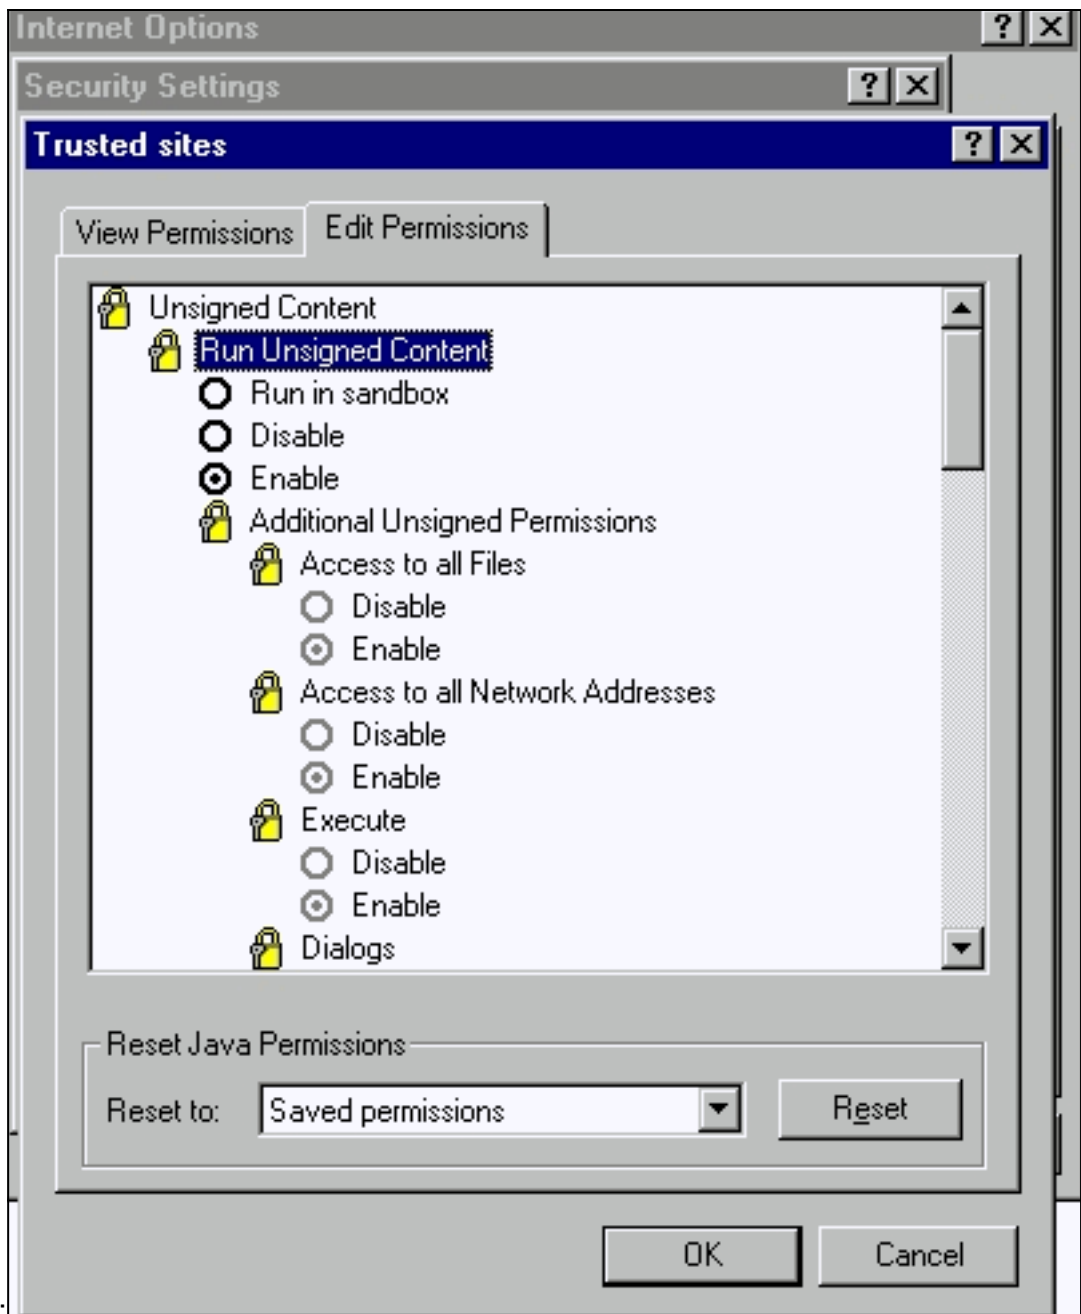 Internet Options
Security Settings
Trusted sites
View Permissions Edit Permissions
Unsigned Content
Run Unsigned Content
Run in sandbox
Disable
Enable
Additional Unsigned Permissions
Access to all Files
Disable
Enable
Access to all Network Addresses
Disable
Enable
Execute
Disable
Enable
Dialogs
Reset Java Permissions
Reset to: Saved permissions Reset
OK Cancel
.